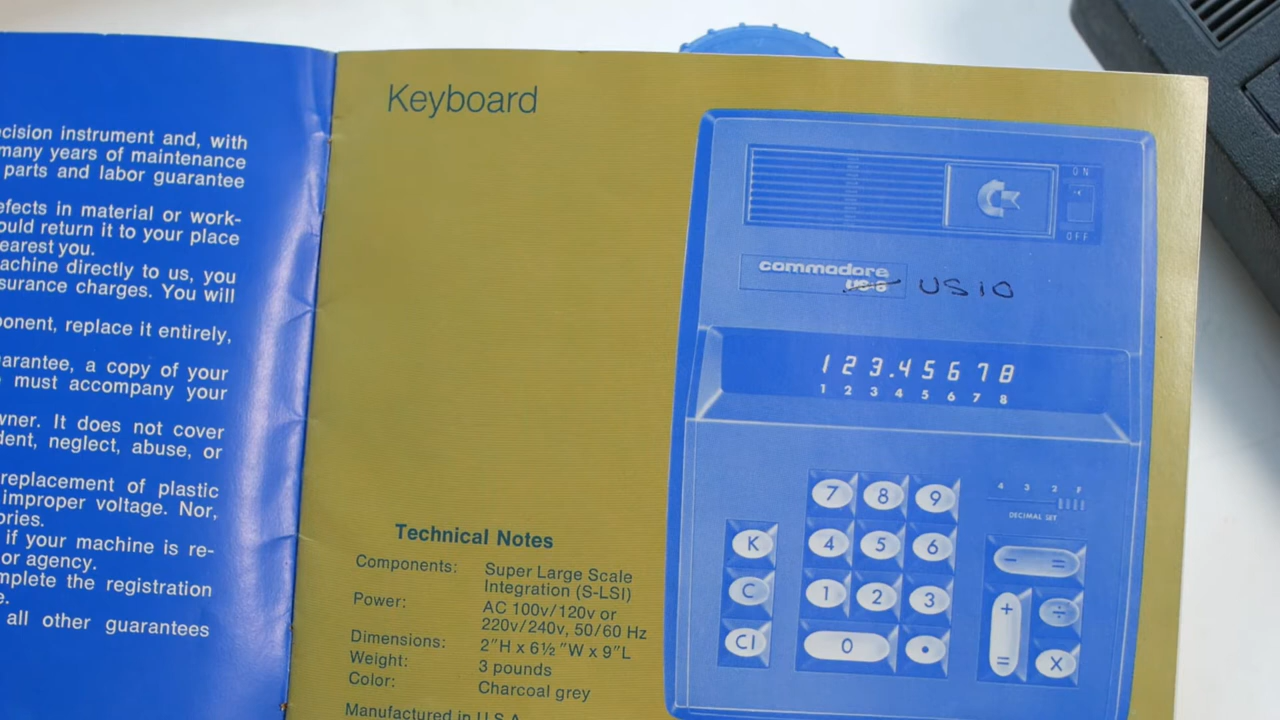 cision instrument and, with
many years of maintenance
parts and labor guarantee
efects in material or work-
ould return it to your place
earest you.
achine directly to us, you
surance charges. You will
onent, replace it entirely,
arantee, a copy of your
must accompany your
wner. It does not cover
dent, neglect, abuse, or
replacement of plastic
improper voltage. Nor,
ories.
if your machine is re-
or agency.
mplete the registration
e.
all other guarantees
Keyboard
Technical Notes
Components: Super Large Scale
Integration (S-LSI)
Power: AC 100v/120v or
220v/240v, 50/60 Hz
Dimensions: 2″H x 6½″W x 9″L
Weight: 3 pounds
Color: Charcoal grey
Manufactured in U.S.A.
ON
OFF
commodore
US-8 US10
123.45678
1 2 3 4 5 6 7 8
4 3 2 F
DECIMAL SET
7 8 9
K 4 5 6 - =
C 1 2 3 + ÷
CI 0 • = X